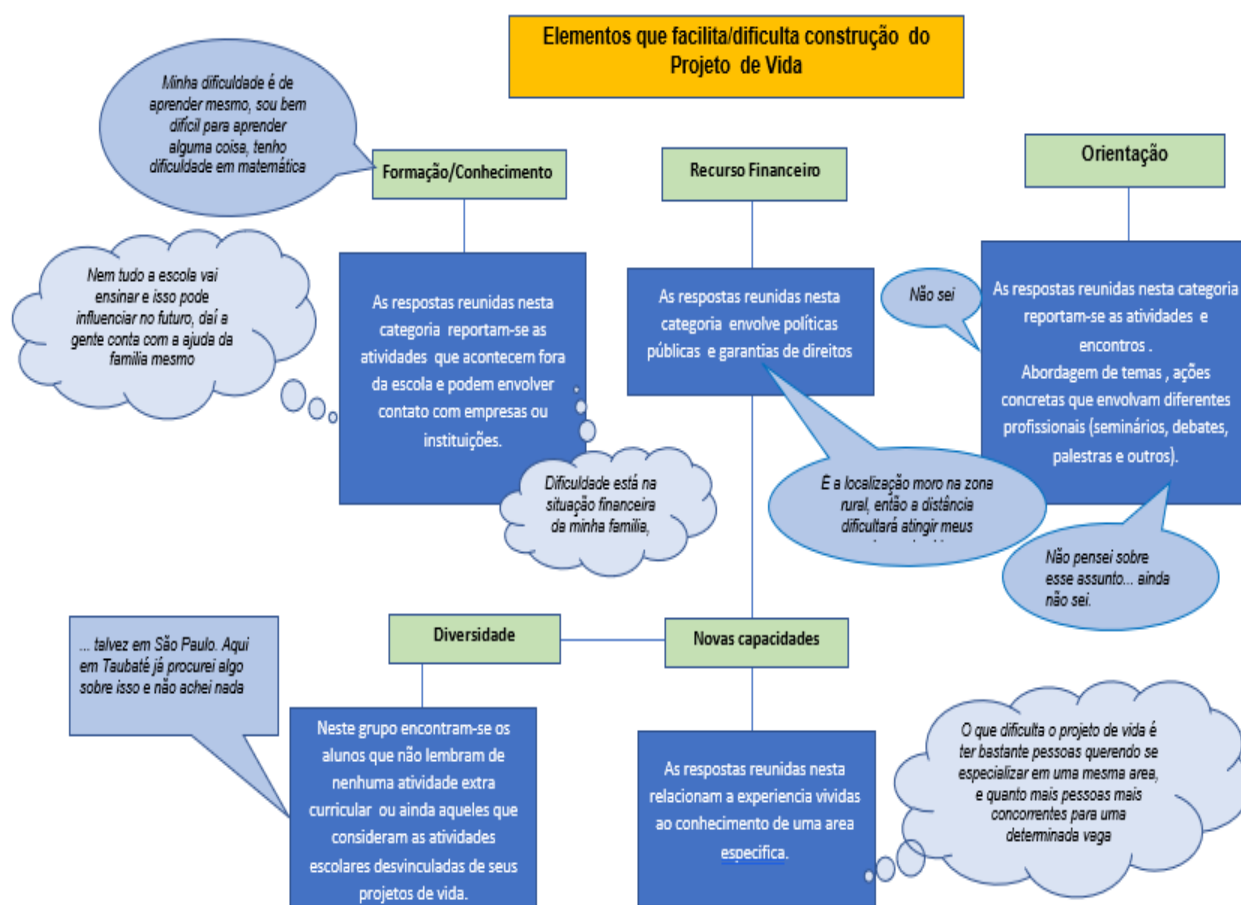 Elementos que facilita/dificulta construção do
Projeto de Vida
Minha dificuldade é de
aprender mesmo, sou bem
difícil para aprender
alguma coisa, tenho
dificuldade em matemática
Formação/Conhecimento
Recurso Financeiro
Orientação
Nem tudo a escola vai
ensinar e isso pode
influenciar no futuro, daí a
gente conta com a ajuda da
familia mesmo
As respostas reunidas nesta
categoria reportam-se as
atividades que acontecem fora
da escola e podem envolver
contato com empresas ou
instituições.
As respostas reunidas nesta
categoria envolve políticas
públicas e garantias de direitos
Não sei
As respostas reunidas nesta categoria
reportam-se as atividades e
encontros .
Abordagem de temas , ações
concretas que envolvam diferentes
profissionais (seminários, debates,
palestras e outros).
Dificuldade está na
situação financeira
da minha familia,
É a localização moro na zona
rural, então a distância
dificultará atingir meus
Não pensei sobre
esse assunto... ainda
não sei.
Diversidade
Novas capacidades
... talvez em São Paulo. Aqui
em Taubaté já procurei algo
sobre isso e não achei nada
Neste grupo encontram-se os
alunos que não lembram de
nenhuma atividade extra
curricular ou ainda aqueles que
consideram as atividades
escolares desvinculadas de seus
projetos de vida.
As respostas reunidas nesta
relacionam a experiencia vividas
ao conhecimento de uma area
especifica.
O que dificulta o projeto de vida é
ter bastante pessoas querendo se
especializar em uma mesma area,
e quanto mais pessoas mais
concorrentes para uma
determinada vaga